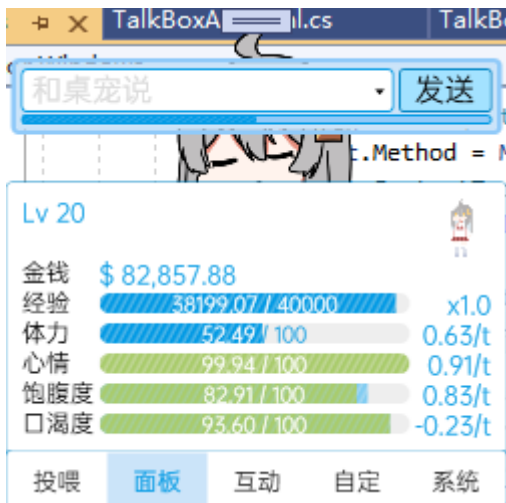 TalkBoxA
l.cs
TalkB
和桌宠说
发送
t.Method =
Lv 20
金钱 $ 82,857.88
经验 38199.07 / 40000 x1.0
体力 52.49 / 100 0.63/t
心情 99.94 / 100 0.91/t
饱腹度 82.91 / 100 0.83/t
口渴度 93.60 / 100 -0.23/t
投喂 面板 互动 自定 系统